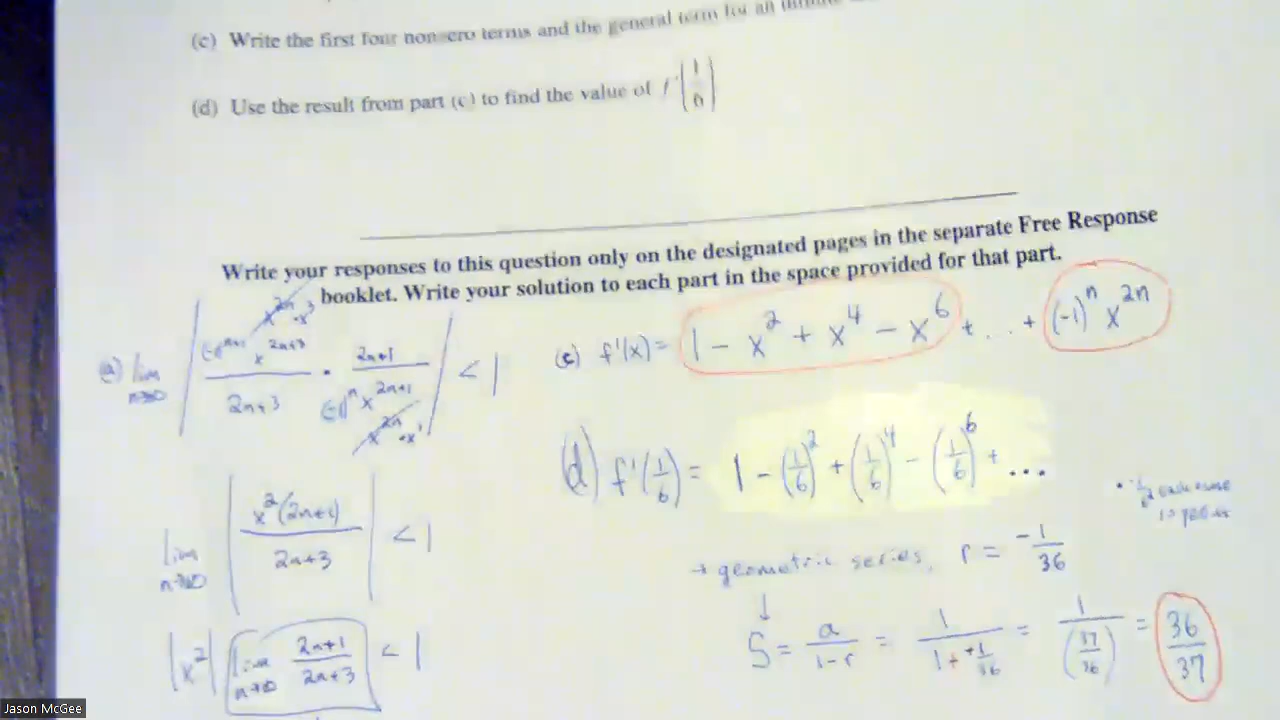 (c) Write the first four nonzero terms and the general term for an infinite
(d) Use the result from part (c) to find the value of f′(1/6)
Write your responses to this question only on the designated pages in the separate Free Response
booklet. Write your solution to each part in the space provided for that part.
(a) lim n→∞ | (-1)^(n+1) x^(2n+3) / 2n+3 · 2n+1 / (-1)^n x^(2n+1) | < 1
x^(2n)·x^3
x^(2n)·x^1
lim n→∞ | x^2(2n+1) / 2n+3 | < 1
|x^2| lim n→∞ 2n+1 / 2n+3 < 1
(c) f'(x) = 1 - x^2 + x^4 - x^6 + ... + (-1)^n x^(2n)
(d) f'(1/6) = 1 - (1/6)^2 + (1/6)^4 - (1/6)^6 + ...
→ geometric series, r = -1/36
↓
S = a/1-r = 1/1++1/36 = 1/(37/36) = 36/37
Jason McGee